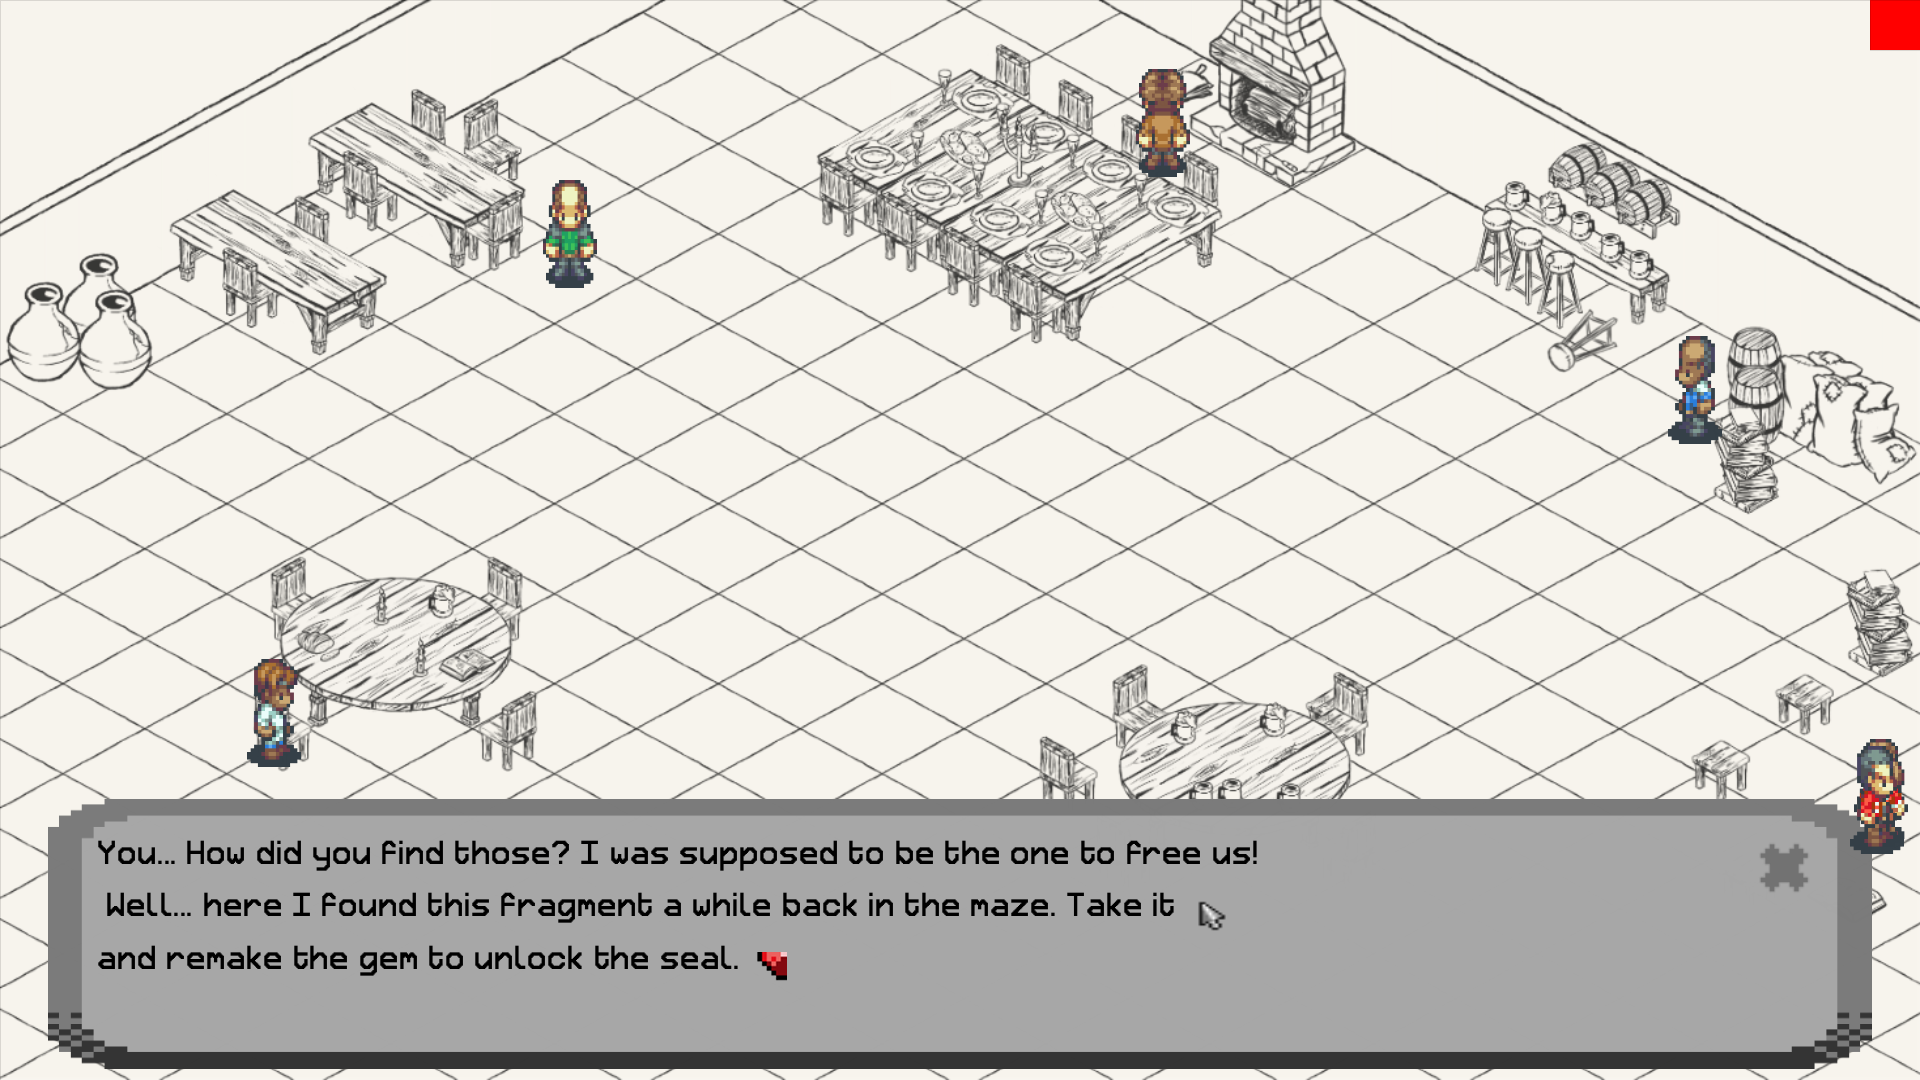 You... How did you find those? I was supposed to be the one to free us!
Well... here I found this fragment a while back in the maze. Take it
and remake the gem to unlock the seal.